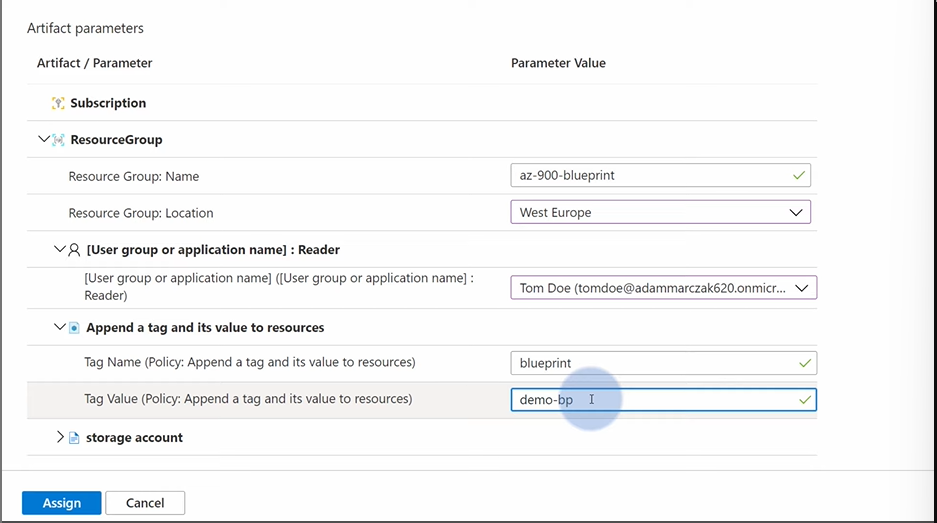 Artifact parameters
Artifact / Parameter Parameter Value
Subscription
ResourceGroup
Resource Group: Name az-900-blueprint
Resource Group: Location West Europe
[User group or application name] : Reader
[User group or application name] ([User group or application name] :
Reader) Tom Doe (tomdoe@adammarczak620.onmicr...
Append a tag and its value to resources
Tag Name (Policy: Append a tag and its value to resources) blueprint
Tag Value (Policy: Append a tag and its value to resources) demo-bp
storage account
Assign Cancel